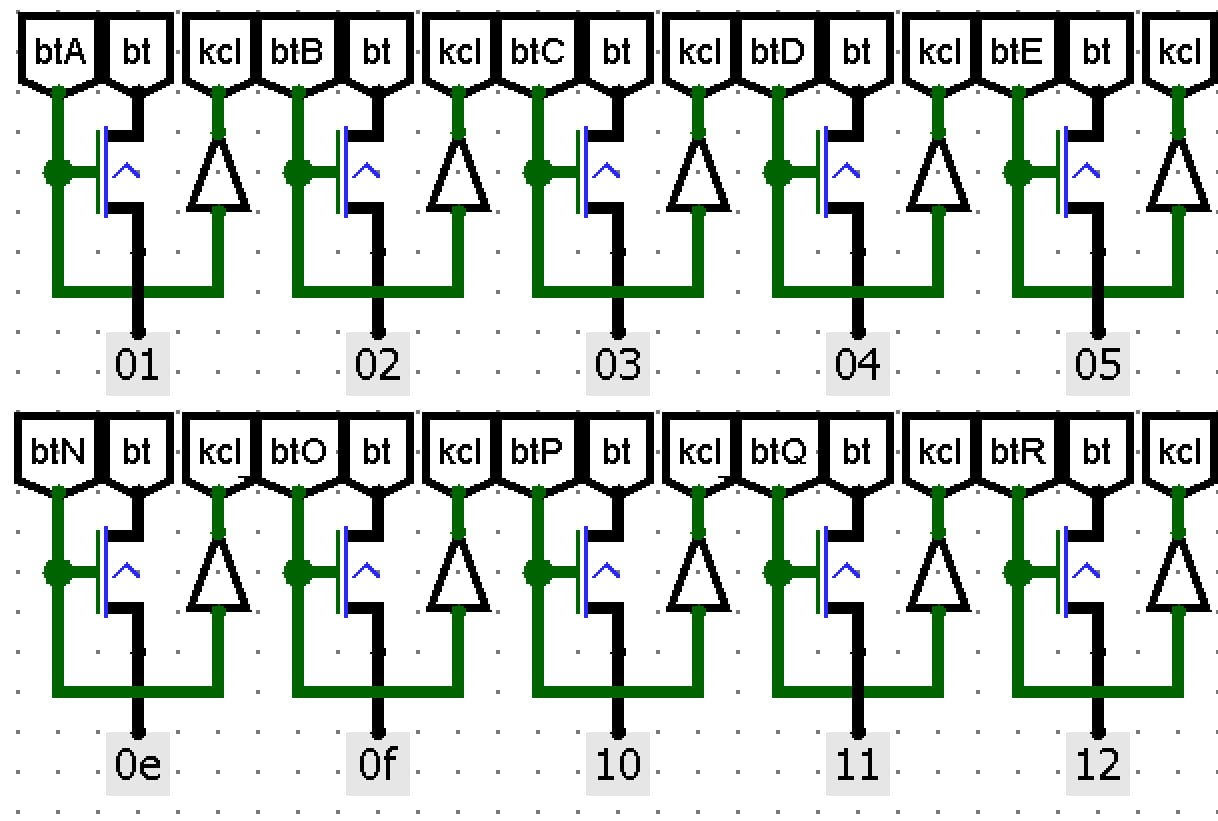 btA bt kcl btB bt kcl btC bt kcl btD bt kcl btE bt kcl
01 02 03 04 05
btN bt kcl btO bt kcl btP bt kcl btQ bt kcl btR bt kcl
0e 0f 10 11 12